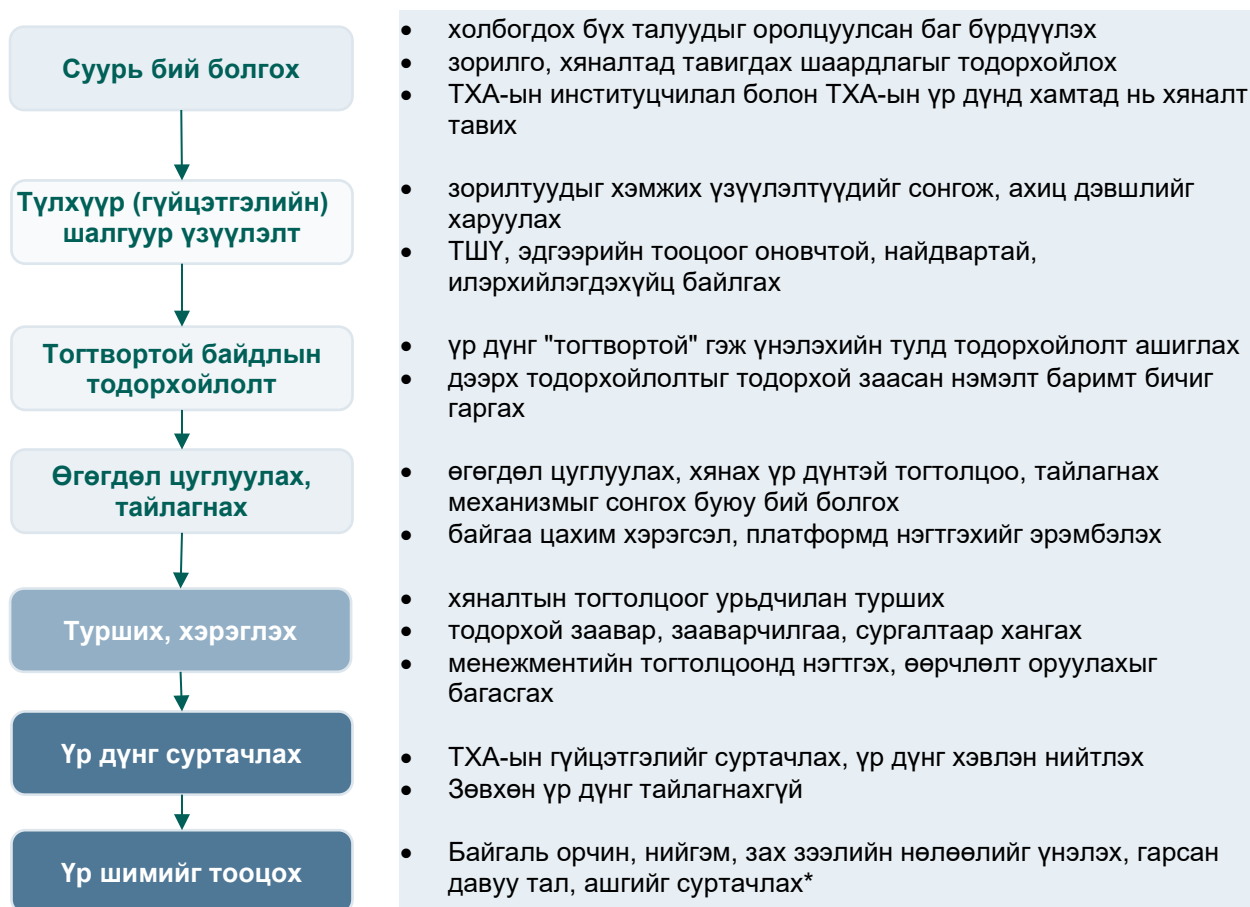 Суурь бий болгох
• холбогдох бүх талуудыг оролцуулсан баг бүрдүүлэх
• зорилго, хяналтад тавигдах шаардлагыг тодорхойлох
• ТХА-ын институцчилал болон ТХА-ын үр дүнд хамтад нь хяналт
тавих
Түлхүүр (гүйцэтгэлийн)
шалгуур үзүүлэлт
• зорилтуудыг хэмжих үзүүлэлтүүдийг сонгож, ахиц дэвшлийг
харуулах
• ТШҮ, эдгээрийн тооцоог оновчтой, найдвартай,
илэрхийлэгдэхүйц байлгах
Тогтвортой байдлын
тодорхойлолт
• үр дүнг "тогтвортой" гэж үнэлэхийн тулд тодорхойлолт ашиглах
• дээрх тодорхойлолтыг тодорхой заасан нэмэлт баримт бичиг
гаргах
Өгөгдөл цуглуулах,
тайлагнах
• өгөгдөл цуглуулах, хянах үр дүнтэй тогтолцоо, тайлагнах
механизмыг сонгох буюу бий болгох
• байгаа цахим хэрэгсэл, платформд нэгтгэхийг эрэмбэлэх
Турших, хэрэглэх
• хяналтын тогтолцоог урьдчилан турших
• тодорхой заавар, зааварчилгаа, сургалтаар хангах
• менежментийн тогтолцоонд нэгтгэх, өөрчлөлт оруулахыг
багасгах
Үр дүнг суртачлах
• ТХА-ын гүйцэтгэлийг суртачлах, үр дүнг хэвлэн нийтлэх
• Зөвхөн үр дүнг тайлагнахгүй
Үр шимийг тооцох
• Байгаль орчин, нийгэм, зах зээлийн нөлөөлийг үнэлэх, гарсан
давуу тал, ашгийг суртачлах*